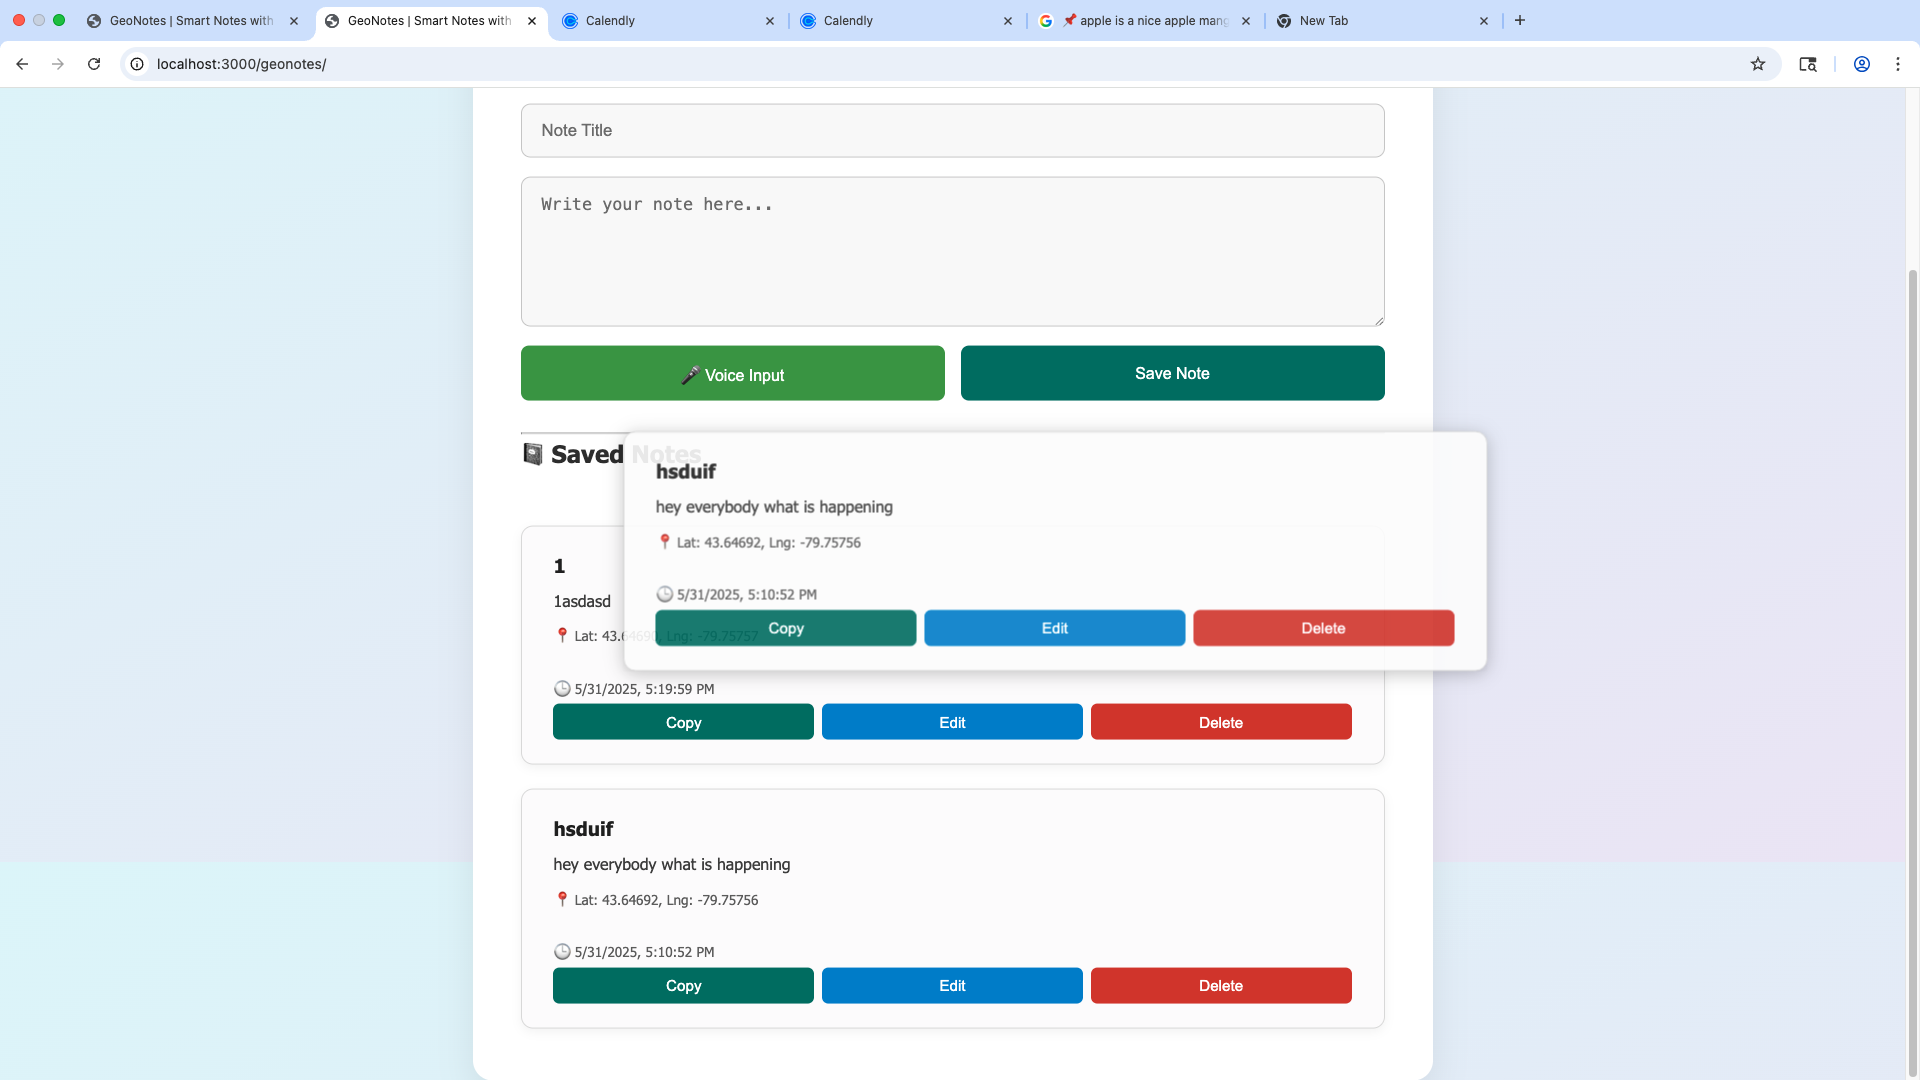 GeoNotes | Smart Notes with
GeoNotes | Smart Notes with
Calendly
Calendly
📌 apple is a nice apple mang
New Tab
localhost:3000/geonotes/
Note Title
Write your note here...
🎤 Voice Input
Save Note
📓 Saved Notes
hsduif
hey everybody what is happening
📍 Lat: 43.64692, Lng: -79.75756
🕒 5/31/2025, 5:10:52 PM
Copy
Edit
Delete
1
1asdasd
📍 Lat: 43.64690, Lng: -79.75757
🕒 5/31/2025, 5:19:59 PM
Copy
Edit
Delete
hsduif
hey everybody what is happening
📍 Lat: 43.64692, Lng: -79.75756
🕒 5/31/2025, 5:10:52 PM
Copy
Edit
Delete